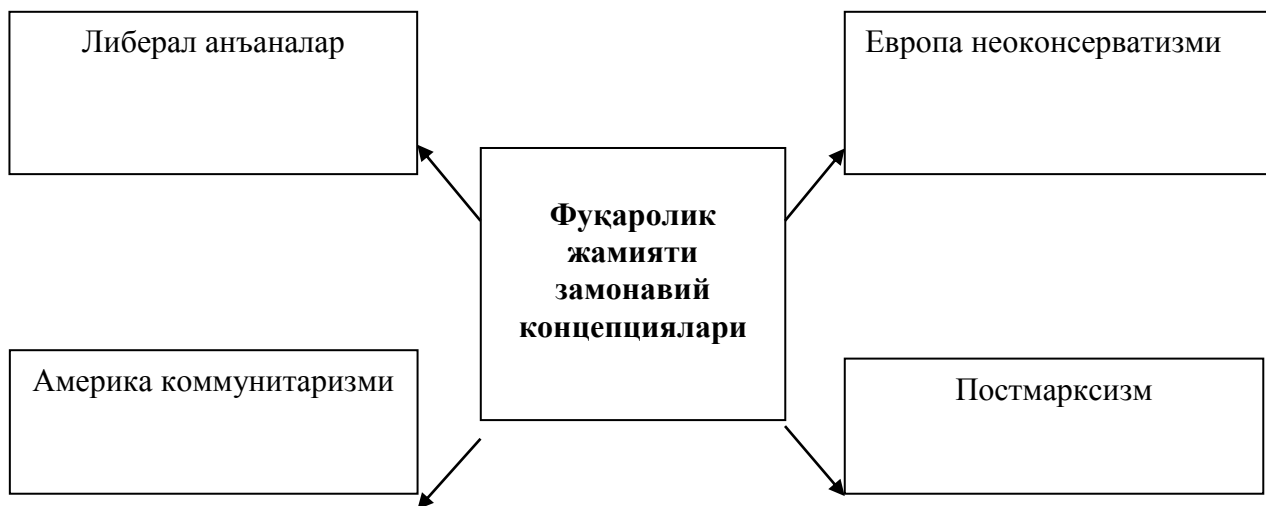 Либерал анъаналар
Европа неоконсерватизми
Фуқаролик
жамияти
замонавий
концепциялари
Америка коммунитаризми
Постмарксизм